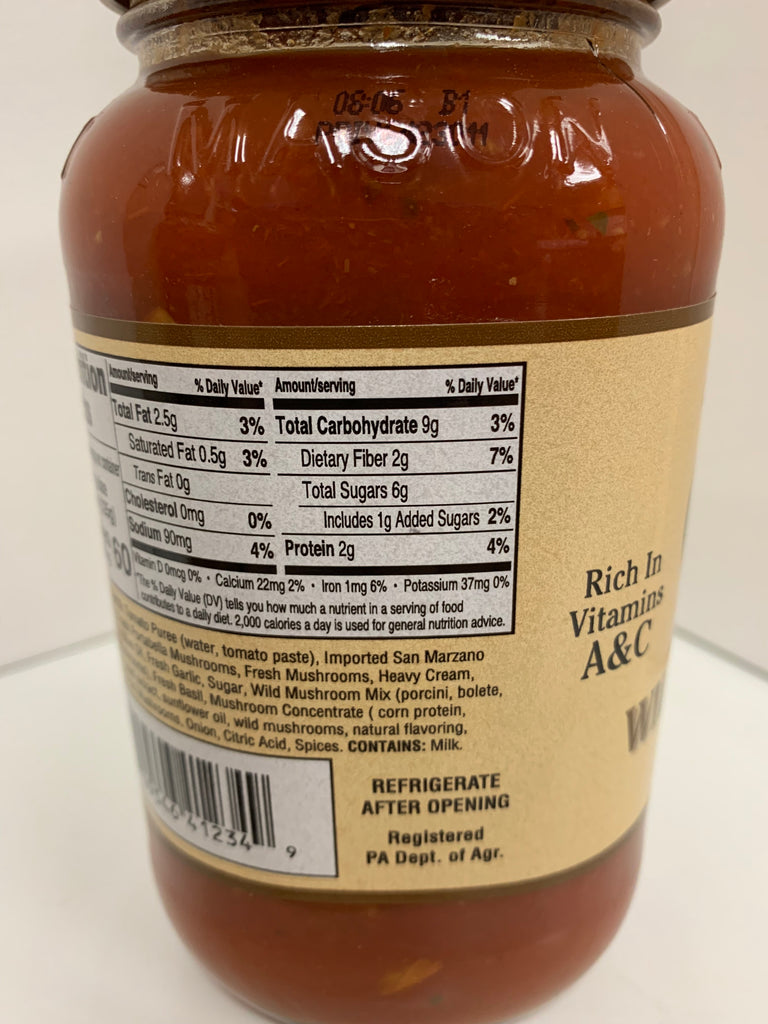 08:06 B1
MASON
Amount/serving % Daily Value* Amount/serving % Daily Value*
Total Fat 2.5g 3% Total Carbohydrate 9g 3%
Saturated Fat 0.5g 3% Dietary Fiber 2g 7%
Trans Fat 0g Total Sugars 6g
Cholesterol 0mg 0% Includes 1g Added Sugars 2%
Sodium 90mg 4% Protein 2g 4%
60
Vitamin D 0mcg 0% • Calcium 22mg 2% • Iron 1mg 6% • Potassium 37mg 0%
*The % Daily Value (DV) tells you how much a nutrient in a serving of food
contributes to a daily diet. 2,000 calories a day is used for general nutrition advice.
Puree (water, tomato paste), Imported San Marzano
Portabella Mushrooms, Fresh Mushrooms, Heavy Cream,
Fresh Garlic, Sugar, Wild Mushroom Mix (porcini, bolete,
Fresh Basil, Mushroom Concentrate ( corn protein,
sunflower oil, wild mushrooms, natural flavoring,
Onion, Citric Acid, Spices. CONTAINS: Milk.
41234 9
REFRIGERATE
AFTER OPENING
Registered
PA Dept. of Agr.
Rich In
Vitamins
A&C